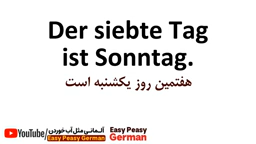 Der siebte Tag
ist Sonntag.
هفتمین روز یکشنبه است
YouTube/ آلمانی مثل آب خوردن
Easy Peasy German
Easy Peasy
German